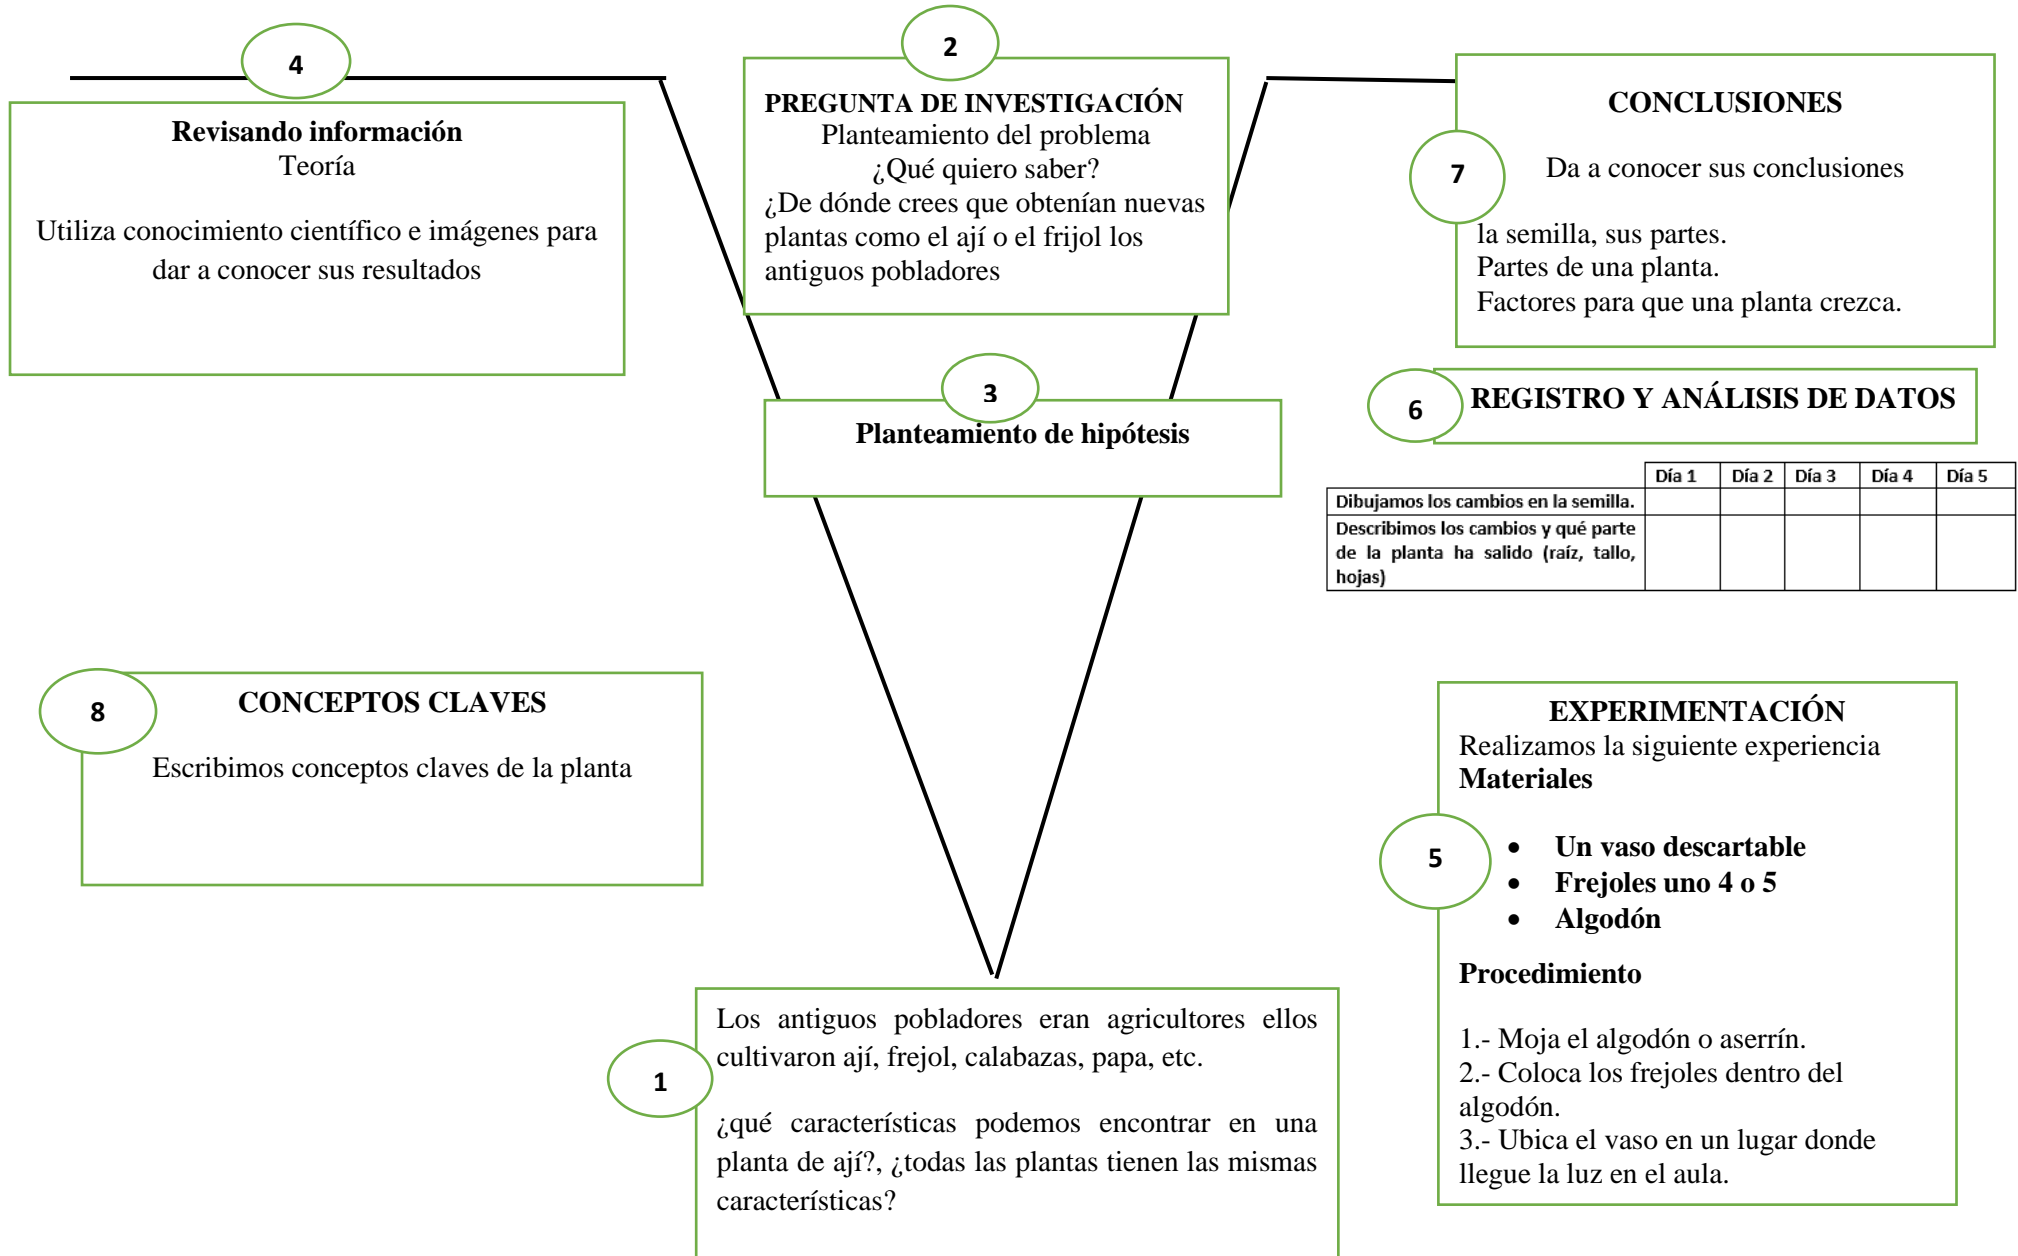 4
Revisando información
Teoría
Utiliza conocimiento científico e imágenes para
dar a conocer sus resultados
2
PREGUNTA DE INVESTIGACIÓN
Planteamiento del problema
¿Qué quiero saber?
¿De dónde crees que obtenían nuevas
plantas como el ají o el frijol los
antiguos pobladores
3
Planteamiento de hipótesis
CONCLUSIONES
7
Da a conocer sus conclusiones
la semilla, sus partes.
Partes de una planta.
Factores para que una planta crezca.
6
REGISTRO Y ANÁLISIS DE DATOS
Día 1 Día 2 Día 3 Día 4 Día 5
Dibujamos los cambios en la semilla.
Describimos los cambios y qué parte
de la planta ha salido (raíz, tallo,
hojas)
8
CONCEPTOS CLAVES
Escribimos conceptos claves de la planta
EXPERIMENTACIÓN
Realizamos la siguiente experiencia
Materiales
5
• Un vaso descartable
• Frejoles uno 4 o 5
• Algodón
Procedimiento
1.- Moja el algodón o aserrín.
2.- Coloca los frejoles dentro del
algodón.
3.- Ubica el vaso en un lugar donde
llegue la luz en el aula.
1
Los antiguos pobladores eran agricultores ellos
cultivaron ají, frejol, calabazas, papa, etc.
¿qué características podemos encontrar en una
planta de ají?, ¿todas las plantas tienen las mismas
características?